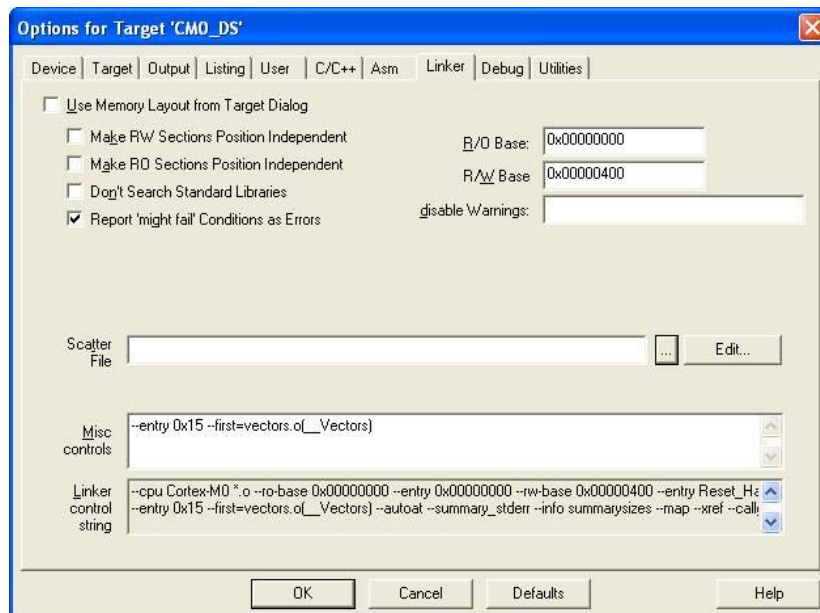 Options for Target 'CM0_DS'
Device Target Output Listing User C/C++ Asm Linker Debug Utilities
Use Memory Layout from Target Dialog
Make RW Sections Position Independent
R/O Base: 0x00000000
Make RO Sections Position Independent
R/W Base 0x00000400
Don't Search Standard Libraries
disable Warnings:
Report 'might fail' Conditions as Errors
Scatter
File
...
Edit...
Misc
controls
--entry 0x15 --first=vectors.o(__Vectors)
Linker
control
string
--cpu Cortex-M0 *.o --ro-base 0x00000000 --entry 0x00000000 --rw-base 0x00000400 --entry Reset_Ha
--entry 0x15 --first=vectors.o(__Vectors) --autoat --summary_stderr --info summarysizes --map --xref --callg
OK Cancel Defaults Help